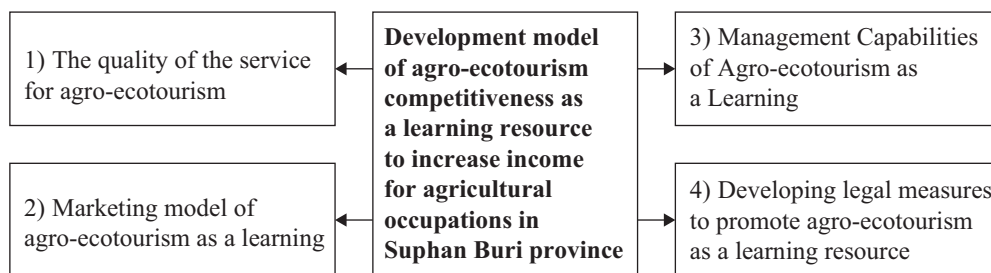 1) The quality of the service
for agro-ecotourism
2) Marketing model of
agro-ecotourism as a learning
Development model
of agro-ecotourism
competitiveness as
a learning resource
to increase income
for agricultural
occupations in
Suphan Buri province
3) Management Capabilities
of Agro-ecotourism as
a Learning
4) Developing legal measures
to promote agro-ecotourism
as a learning resource